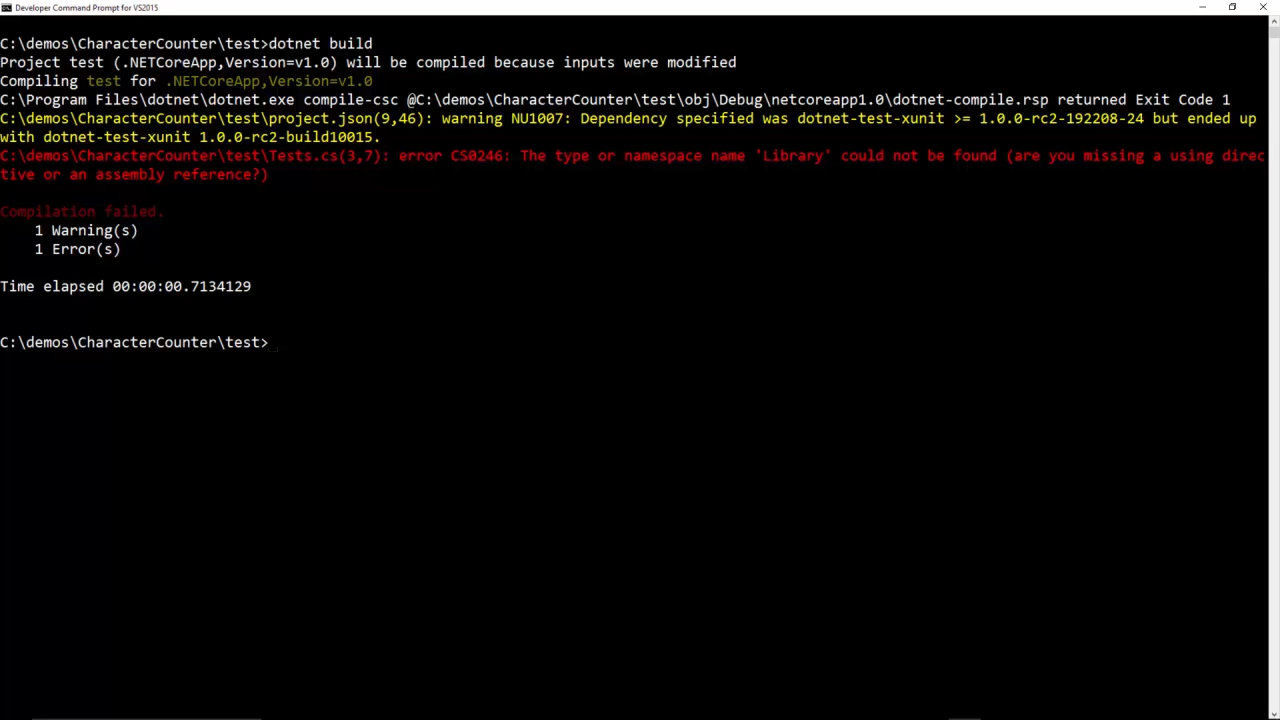 Developer Command Prompt for VS2015
C:\demos\CharacterCounter\test>dotnet build
Project test (.NETCoreApp,Version=v1.0) will be compiled because inputs were modified
Compiling test for .NETCoreApp,Version=v1.0
C:\Program Files\dotnet\dotnet.exe compile-csc @C:\demos\CharacterCounter\test\obj\Debug\netcoreapp1.0\dotnet-compile.rsp returned Exit Code 1
C:\demos\CharacterCounter\test\project.json(9,46): warning NU1007: Dependency specified was dotnet-test-xunit >= 1.0.0-rc2-192208-24 but ended up
with dotnet-test-xunit 1.0.0-rc2-build10015.
C:\demos\CharacterCounter\test\Tests.cs(3,7): error CS0246: The type or namespace name 'Library' could not be found (are you missing a using direc
tive or an assembly reference?)
Compilation failed.
    1 Warning(s)
    1 Error(s)
Time elapsed 00:00:00.7134129
C:\demos\CharacterCounter\test>